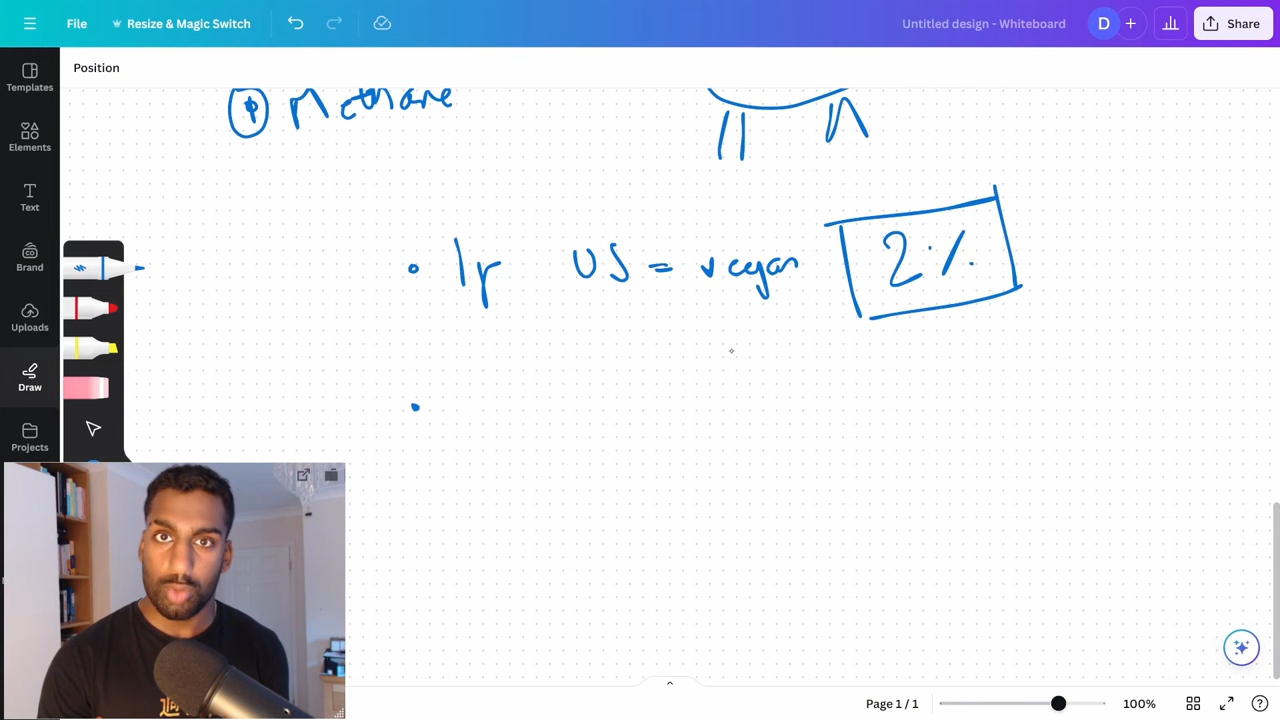 File
Resize & Magic Switch
Untitled design - Whiteboard
D
Share
Position
Templates
Elements
Text
Brand
Uploads
Draw
Projects
Methane
1yr US = vegan 2%
Page 1 / 1
100%